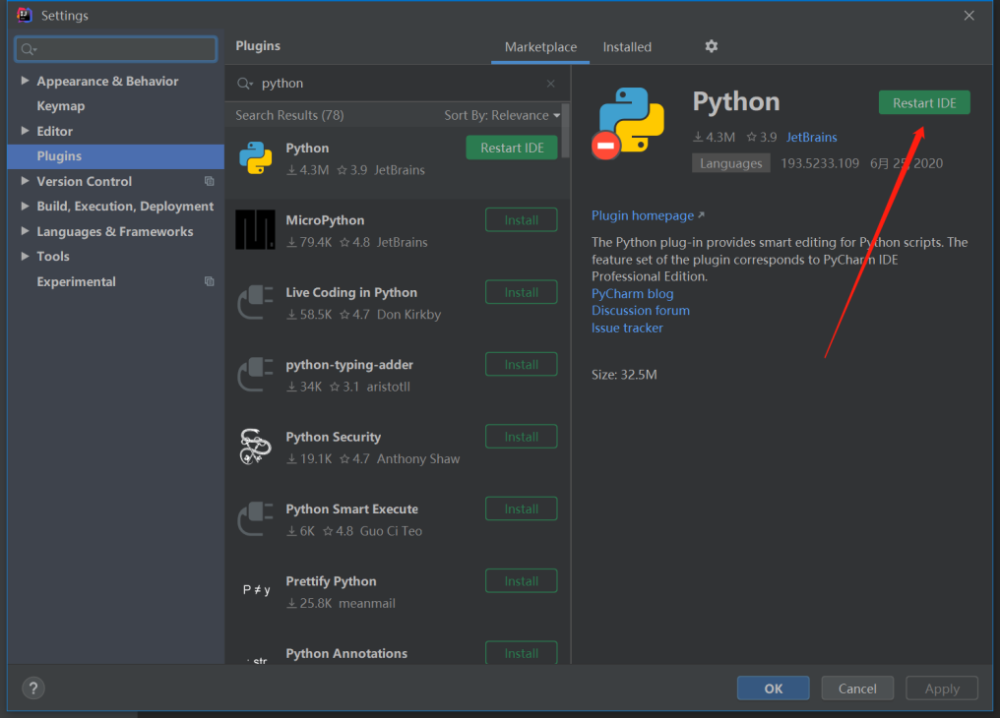 Settings
Plugins
Marketplace
Installed
Appearance & Behavior
Keymap
Editor
Plugins
Version Control
Build, Execution, Deployment
Languages & Frameworks
Tools
Experimental
python
Search Results (78)
Sort By: Relevance
Python
Restart IDE
4.3M 3.9 JetBrains
MicroPython
Install
79.4K 4.8 JetBrains
Live Coding in Python
Install
58.5K 4.7 Don Kirkby
python-typing-adder
Install
34K 3.1 aristotll
Python Security
Install
19.1K 4.7 Anthony Shaw
Python Smart Execute
Install
6K 4.8 Guo Ci Teo
P ≠ y
Prettify Python
Install
25.8K meanmail
: str
Python Annotations
Install
Python
Restart IDE
4.3M 3.9 JetBrains
Languages 193.5233.109 6月 25, 2020
Plugin homepage
The Python plug-in provides smart editing for Python scripts. The
feature set of the plugin corresponds to PyCharm IDE
Professional Edition.
PyCharm blog
Discussion forum
Issue tracker
Size: 32.5M
?
OK
Cancel
Apply